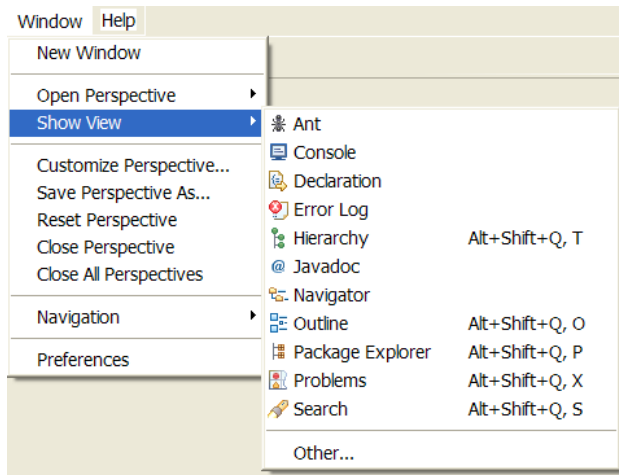 Window Help
New Window
Open Perspective
Show View
Customize Perspective...
Save Perspective As...
Reset Perspective
Close Perspective
Close All Perspectives
Navigation
Preferences
Ant
Console
Declaration
Error Log
Hierarchy Alt+Shift+Q, T
Javadoc
Navigator
Outline Alt+Shift+Q, O
Package Explorer Alt+Shift+Q, P
Problems Alt+Shift+Q, X
Search Alt+Shift+Q, S
Other...